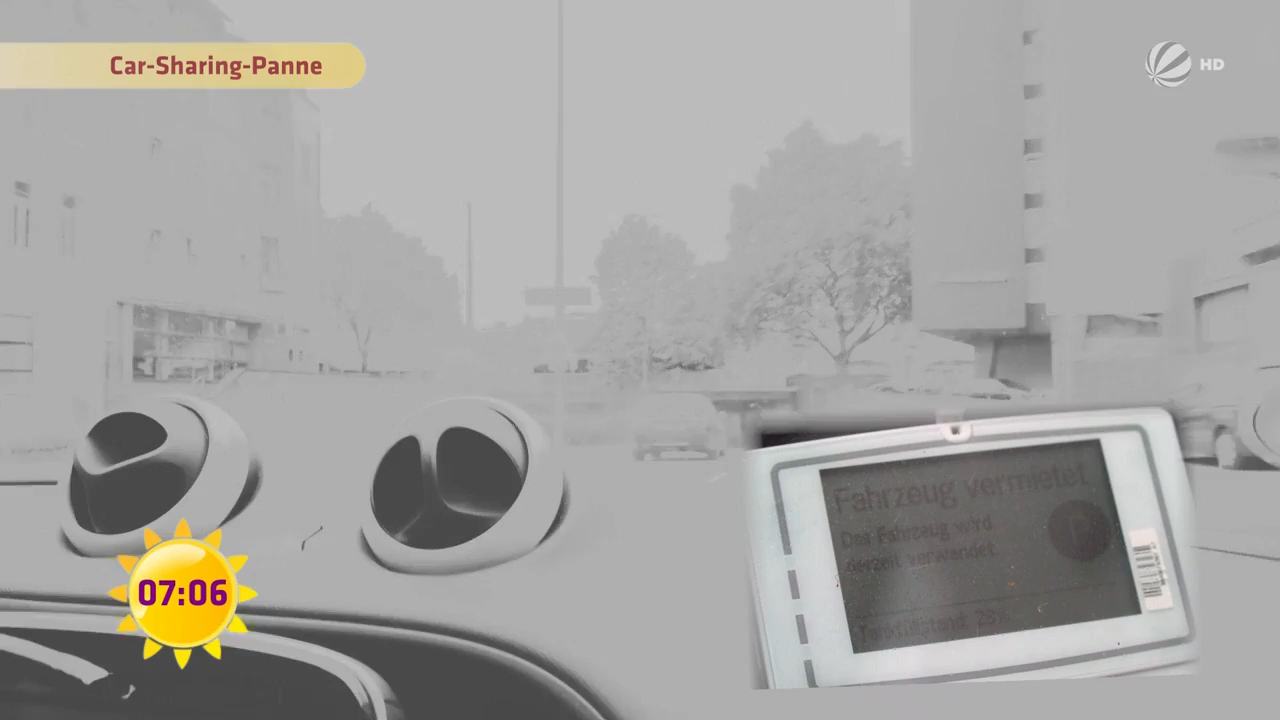 Car-Sharing-Panne
HD
Fahrzeug vermietet
Das Fahrzeug wird
derzeit verwendet.
P
Tankfüllstand: 28%
07:06